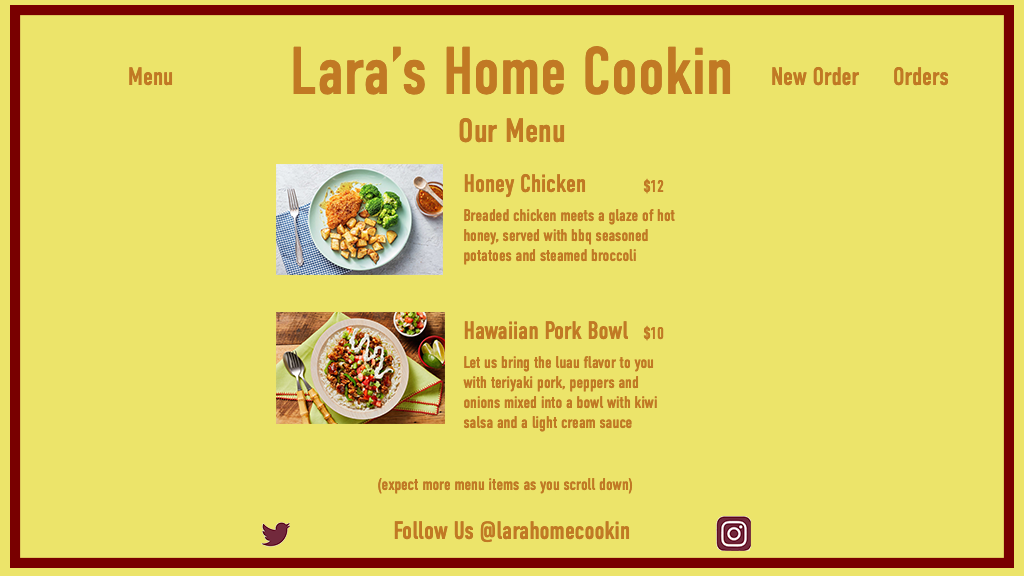 Menu
Lara’s Home Cookin
New Order
Orders
Our Menu
Honey Chicken $12
Breaded chicken meets a glaze of hot
honey, served with bbq seasoned
potatoes and steamed broccoli
Hawaiian Pork Bowl $10
Let us bring the luau flavor to you
with teriyaki pork, peppers and
onions mixed into a bowl with kiwi
salsa and a light cream sauce
(expect more menu items as you scroll down)
Follow Us @larahomecookin